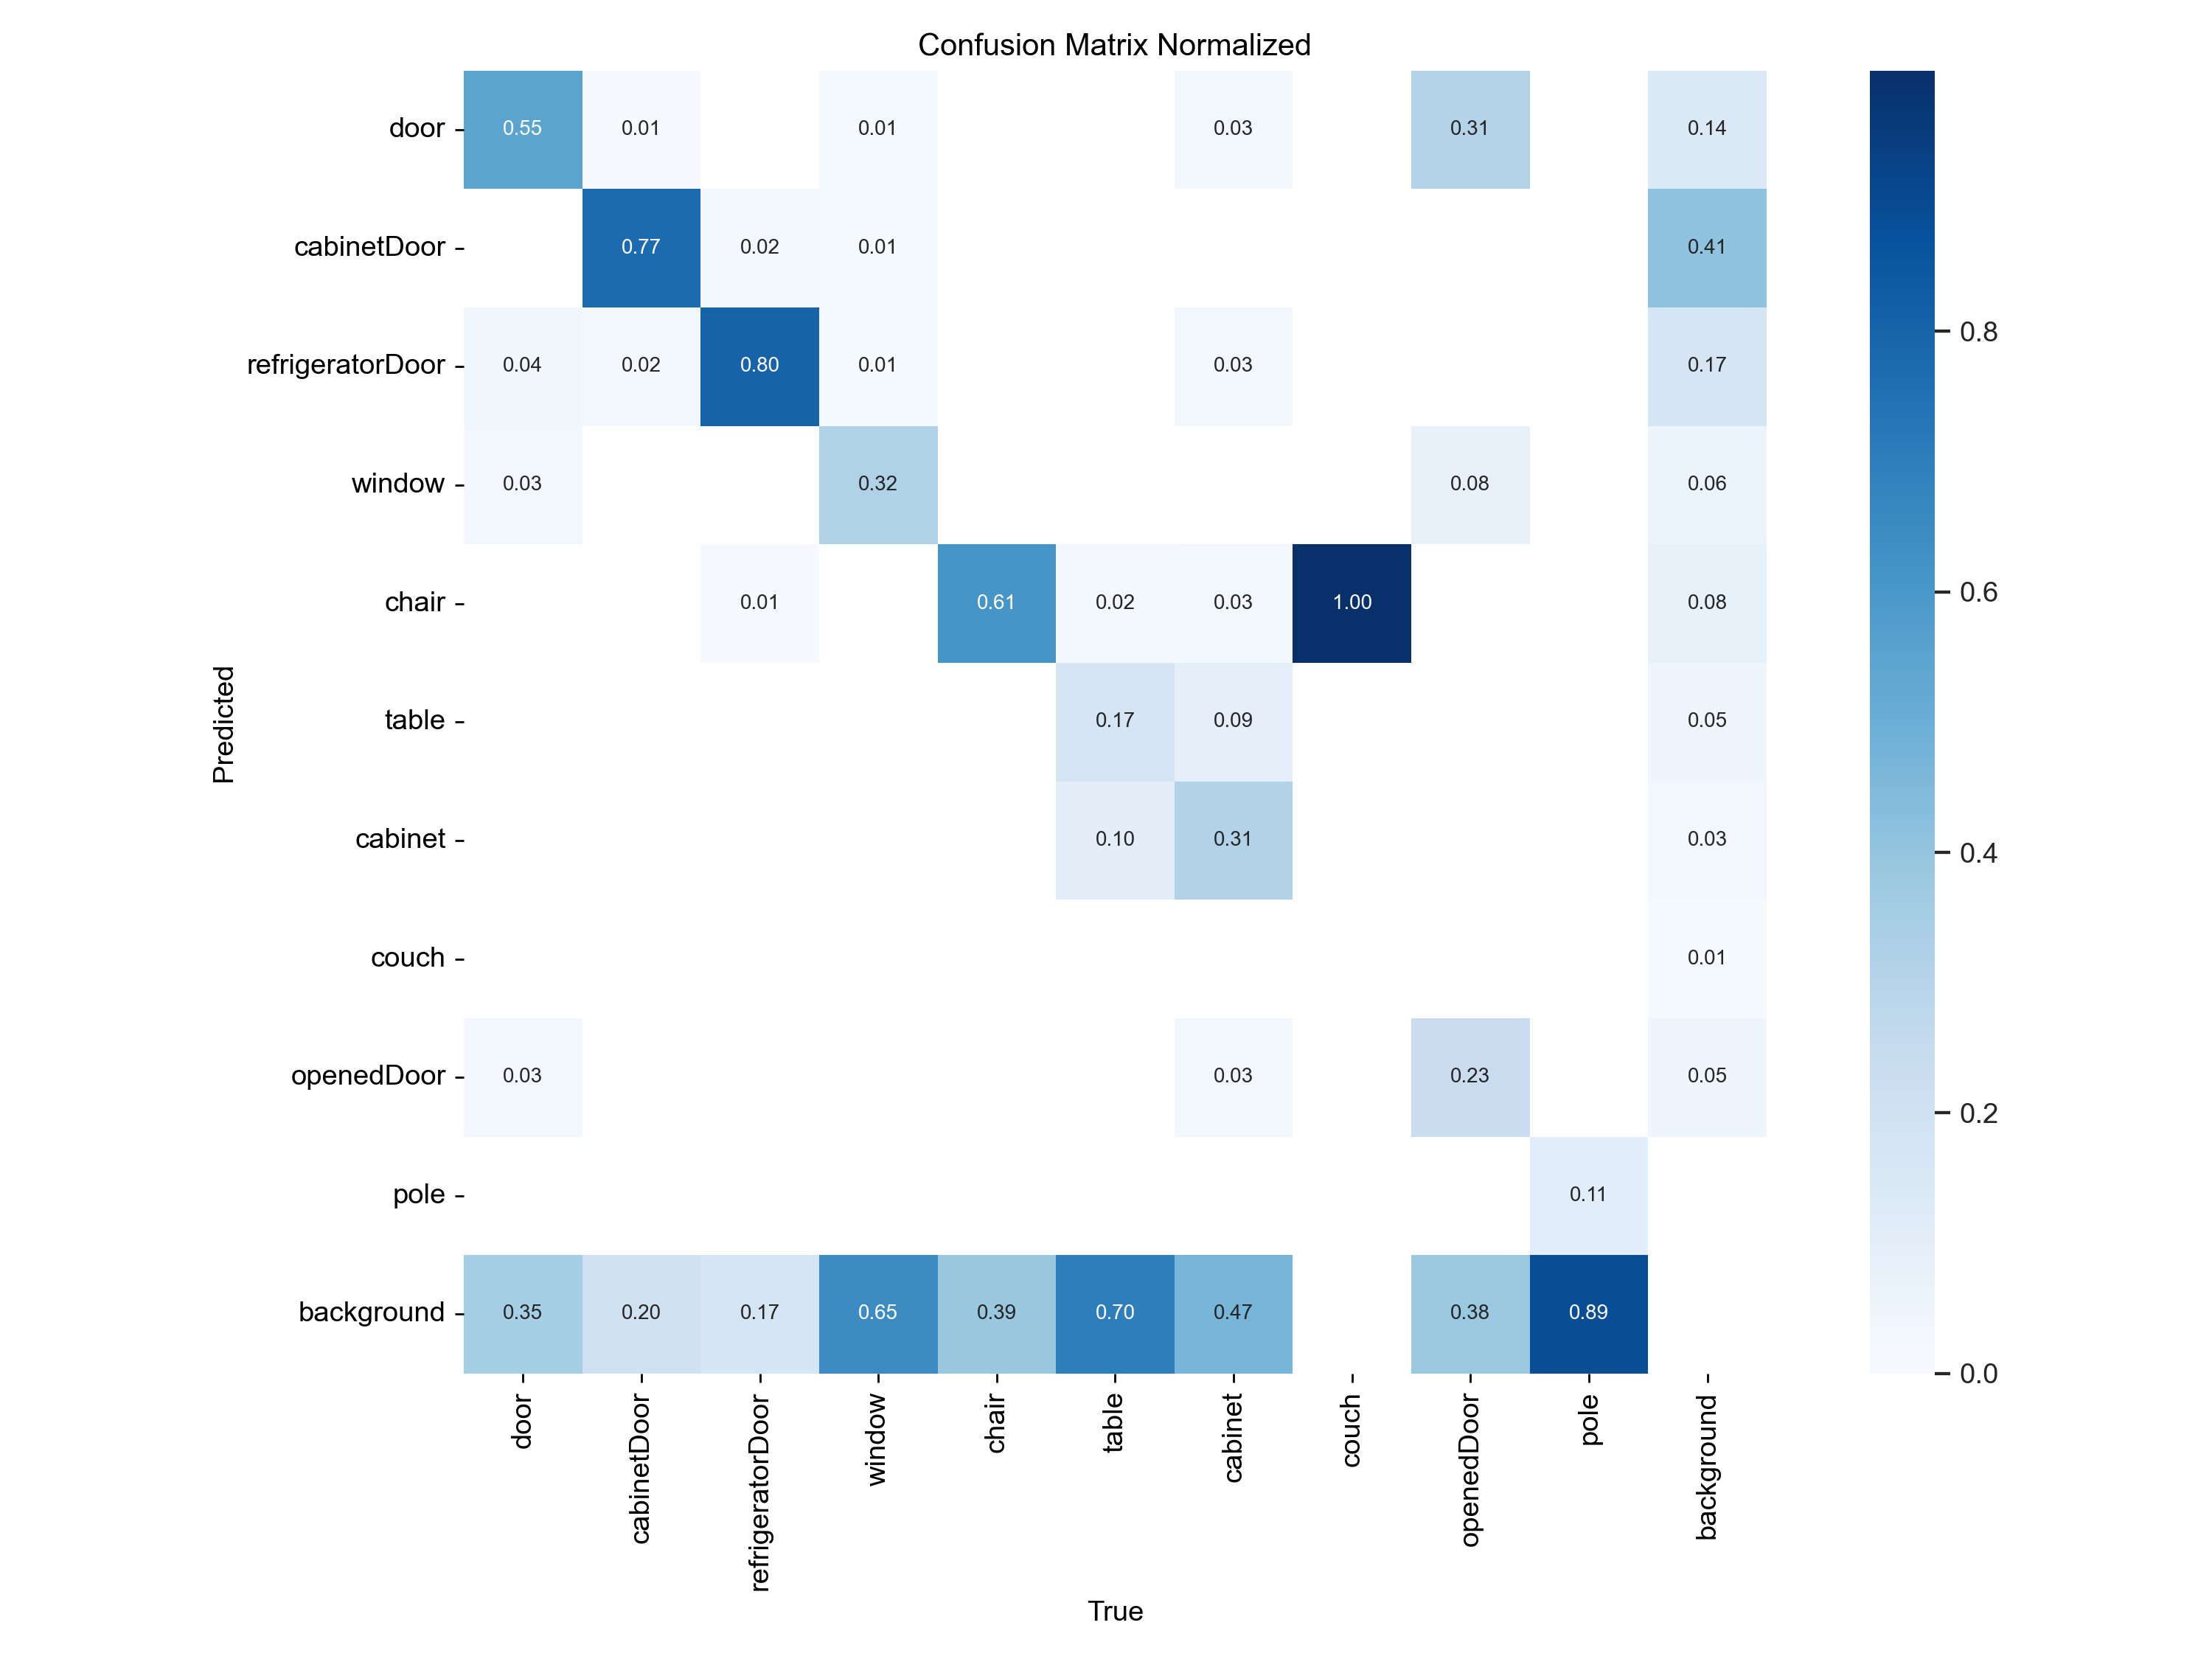 Confusion Matrix Normalized
door 0.55 0.01 0.01 0.03 0.31 0.14
cabinetDoor 0.77 0.02 0.01 0.41
refrigeratorDoor 0.04 0.02 0.80 0.01 0.03 0.17
window 0.03 0.32 0.08 0.06
chair 0.01 0.61 0.02 0.03 1.00 0.08
table 0.17 0.09 0.05
cabinet 0.10 0.31 0.03
couch 0.01
openedDoor 0.03 0.03 0.23 0.05
pole 0.11
background 0.35 0.20 0.17 0.65 0.39 0.70 0.47 0.38 0.89
Predicted
door cabinetDoor refrigeratorDoor window chair table cabinet couch openedDoor pole background
True
0.8
0.6
0.4
0.2
0.0